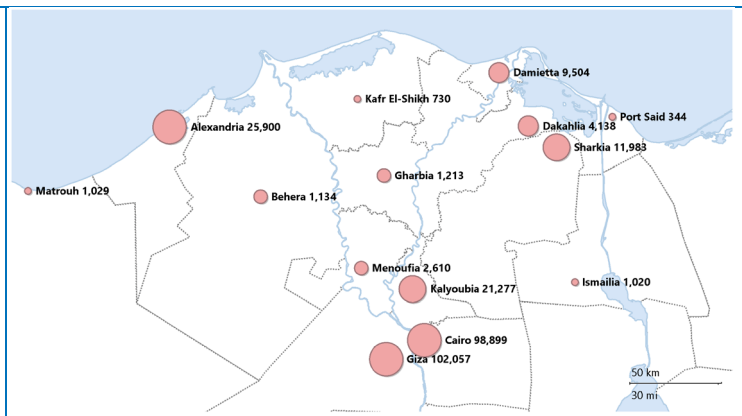 Damietta 9,504
Kafr El-Shikh 730
Port Said 344
Alexandria 25,900
Dakahlia 4,138
Sharkia 11,983
Gharbia 1,213
Matrouh 1,029
Behera 1,134
Menoufia 2,610
Ismailia 1,020
Kalyoubia 21,277
Cairo 98,899
Giza 102,057
50 km
30 mi